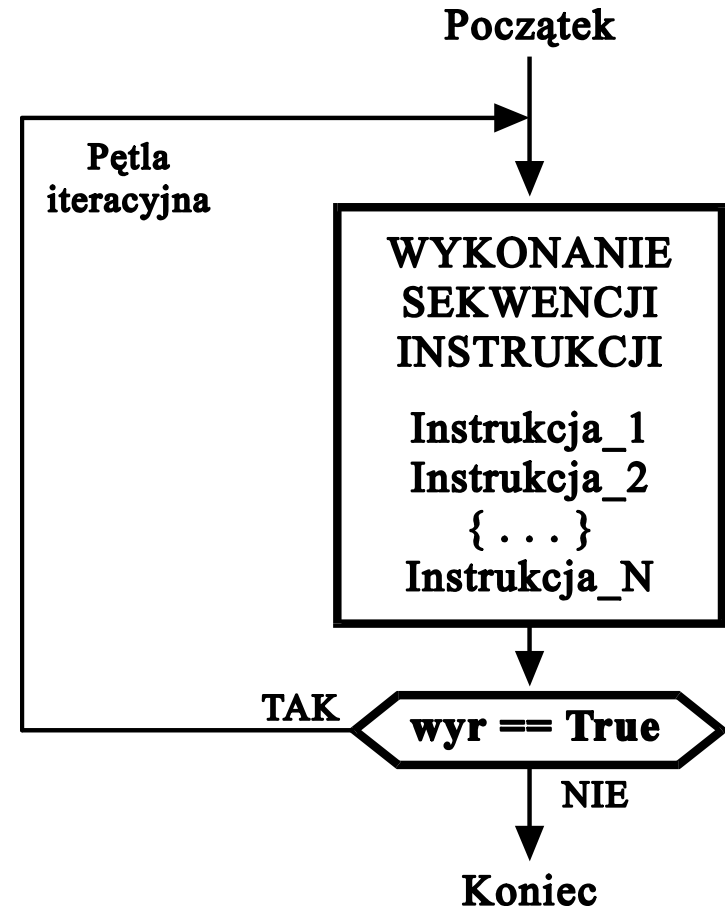 Początek
Pętla
iteracyjna
WYKONANIE
SEKWENCJI
INSTRUKCJI
Instrukcja_1
Instrukcja_2
{ . . . }
Instrukcja_N
TAK
wyr == True
NIE
Koniec